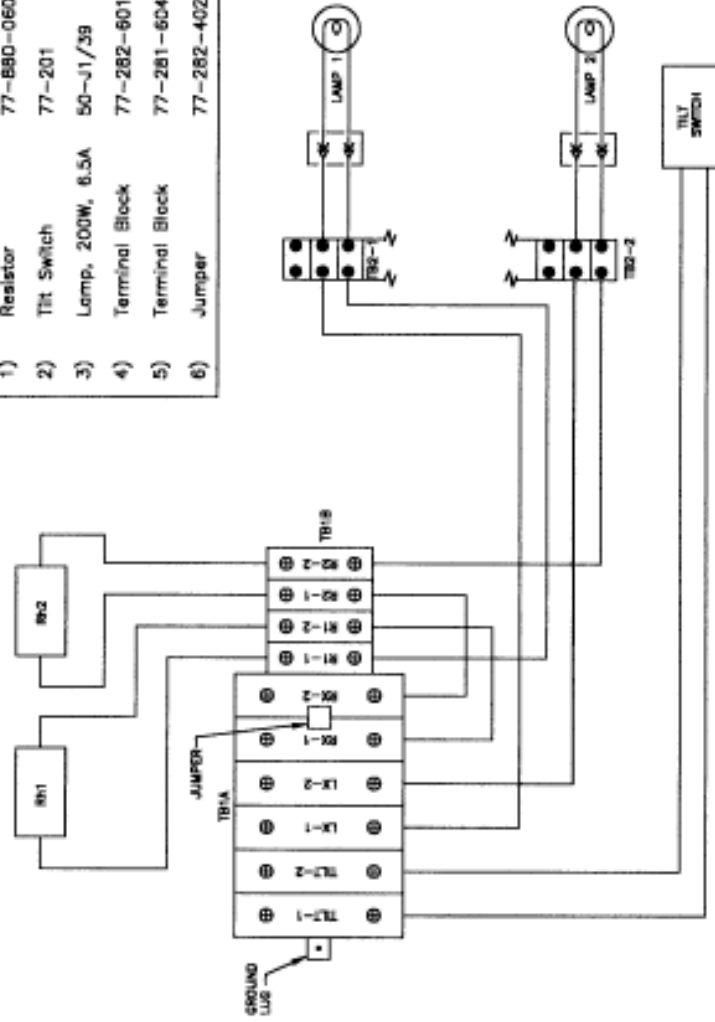 1) Resistor 77-880-060
2) Tilt Switch 77-201
3) Lamp, 200W, 6.5A 50-J1/39
4) Terminal Block 77-282-601
5) Terminal Block 77-281-604
6) Jumper 77-282-402
LAMP 1
LAMP 2
TILT
SWITCH
TB2-1
TB2-2
Rh2
Rh1
TB1B
R2-2
R2-1
R1-2
R1-1
RX-2
RX-1
LX-2
LX-1
TILT-2
TILT-1
JUMPER
TB1A
GROUND
LUG